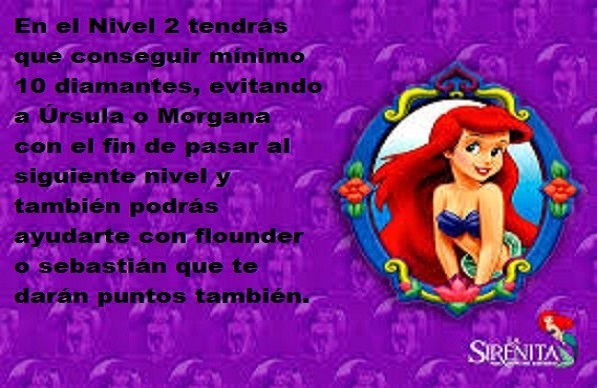 En el Nivel 2 tendrás
que conseguir mínimo
10 diamantes, evitando
a Úrsula o Morgana
con el fin de pasar al
siguiente nivel y
también podrás
ayudarte con flounder
o sebastián que te
darán puntos también.
LA
SIRENITA